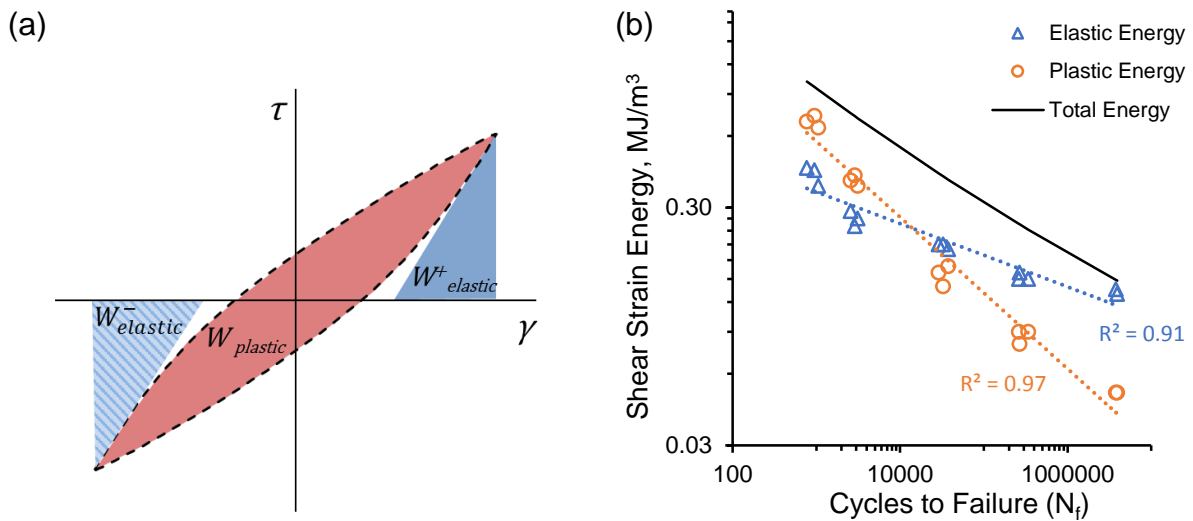 (a)
τ
γ
W⁺elastic
W⁻elastic
W plastic
(b)
Elastic Energy
Plastic Energy
Total Energy
Shear Strain Energy, MJ/m³
0.30
0.03
100
10000
1000000
R² = 0.91
R² = 0.97
Cycles to Failure (Nf)